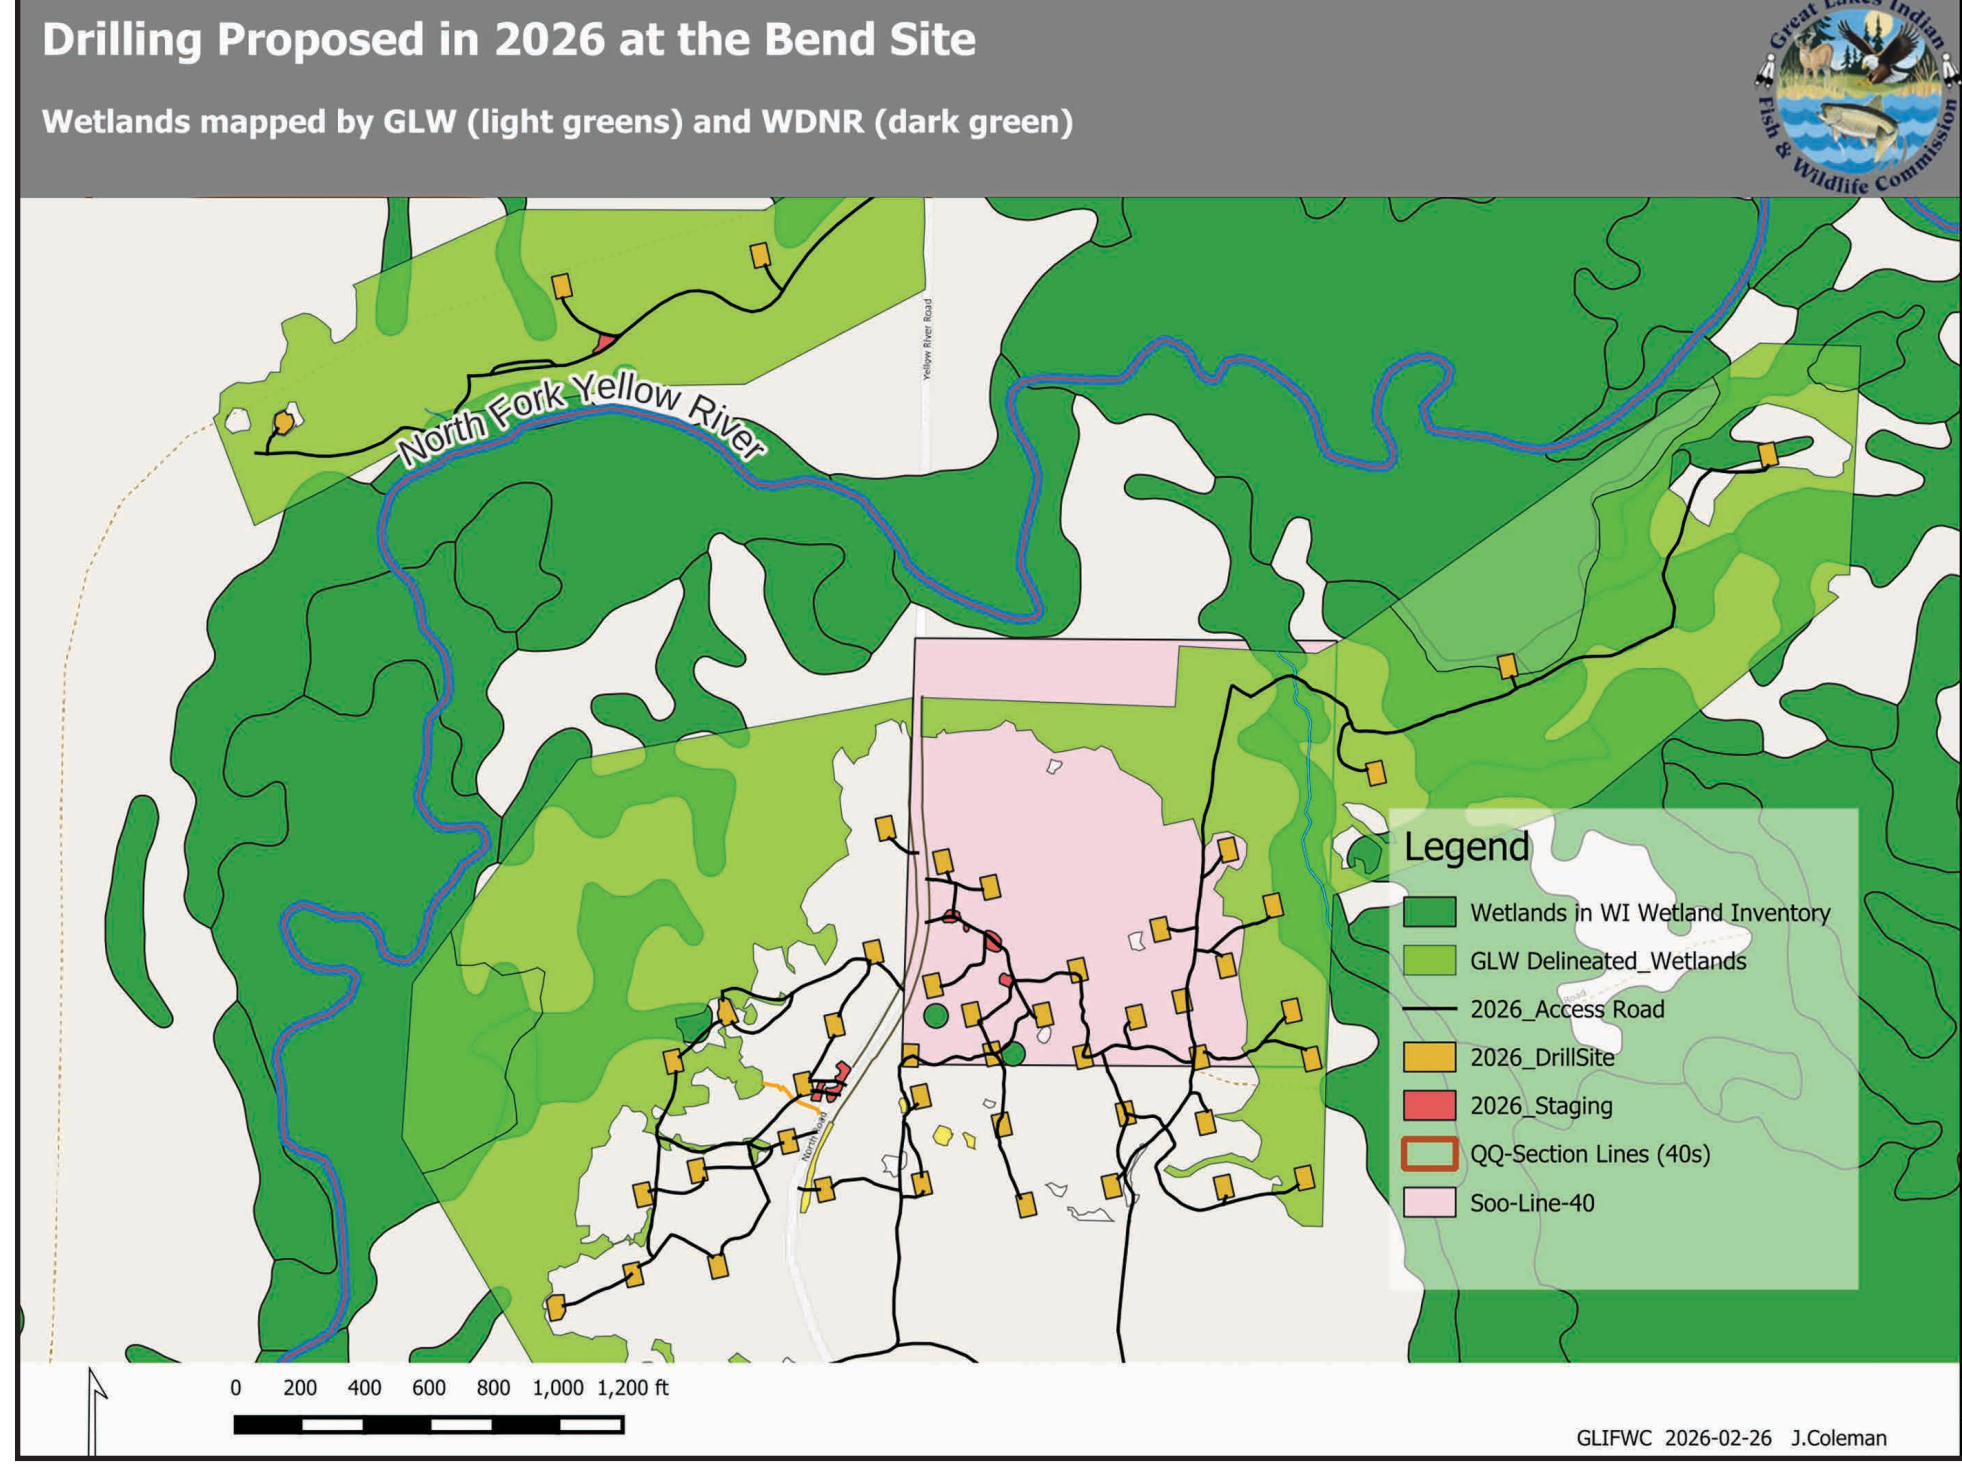 Drilling Proposed in 2026 at the Bend Site
Wetlands mapped by GLW (light greens) and WDNR (dark green)
Great Lakes Indian
Fish & Wildlife Commission
Yellow River Road
North Fork Yellow River
North Road
Legend
Wetlands in WI Wetland Inventory
GLW Delineated_Wetlands
Road
2026_Access Road
2026_DrillSite
2026_Staging
QQ-Section Lines (40s)
Soo-Line-40
0 200 400 600 800 1,000 1,200 ft
GLIFWC 2026-02-26 J.Coleman